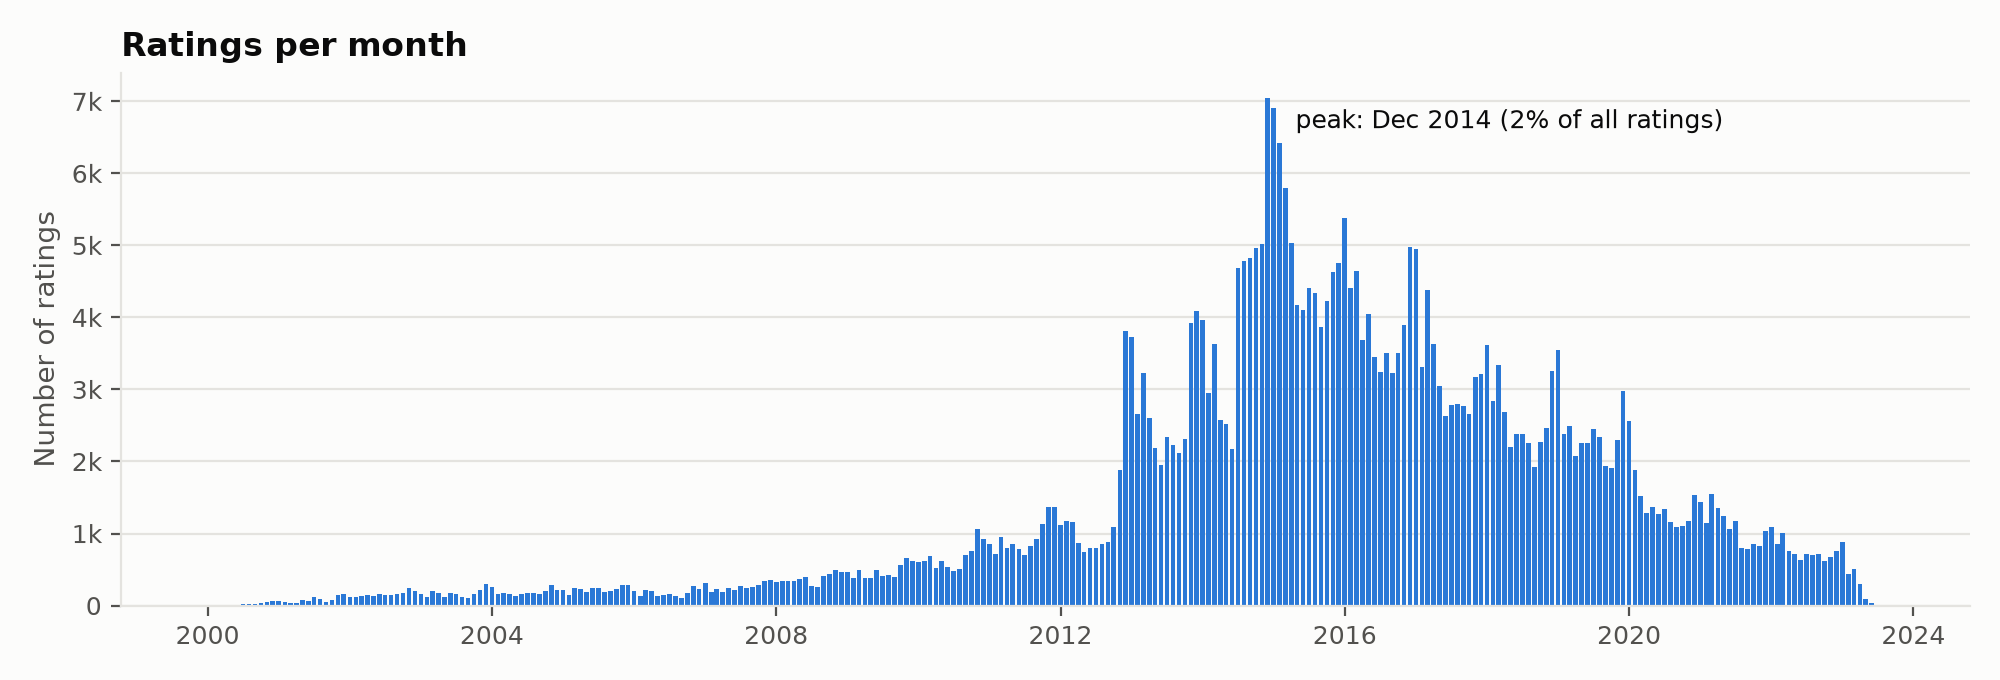 Ratings per month
Number of ratings
7k
6k
5k
4k
3k
2k
1k
0
peak: Dec 2014 (2% of all ratings)
2000 2004 2008 2012 2016 2020 2024